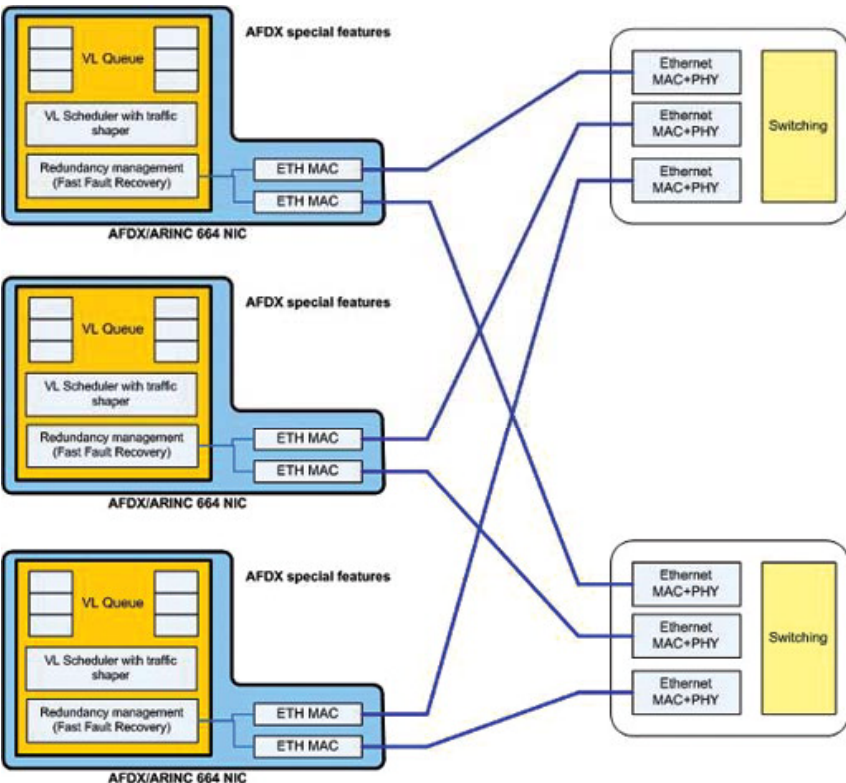 AFDX special features
VL Queue
VL Scheduler with traffic
shaper
Redundancy management
(Fast Fault Recovery)
ETH MAC
ETH MAC
AFDX/ARINC 664 NIC
AFDX special features
VL Queue
VL Scheduler with traffic
shaper
Redundancy management
(Fast Fault Recovery)
ETH MAC
ETH MAC
AFDX/ARINC 664 NIC
AFDX special features
VL Queue
VL Scheduler with traffic
shaper
Redundancy management
(Fast Fault Recovery)
ETH MAC
ETH MAC
AFDX/ARINC 664 NIC
Ethernet
MAC+PHY
Ethernet
MAC+PHY
Ethernet
MAC+PHY
Switching
Ethernet
MAC+PHY
Ethernet
MAC+PHY
Ethernet
MAC+PHY
Switching